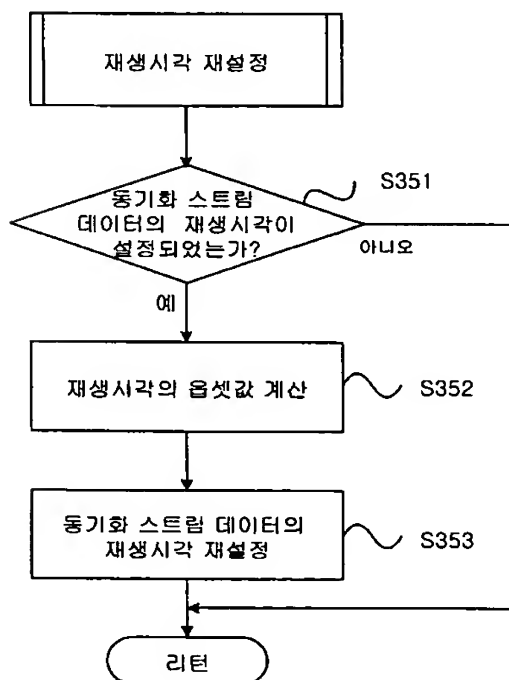 재생시각 재설정
동기화 스트림
데이터의 재생시각이
설정되었는가?
S351
아니오
예
재생시각의 옵셋값 계산
S352
동기화 스트림 데이터의
재생시각 재설정
S353
리턴